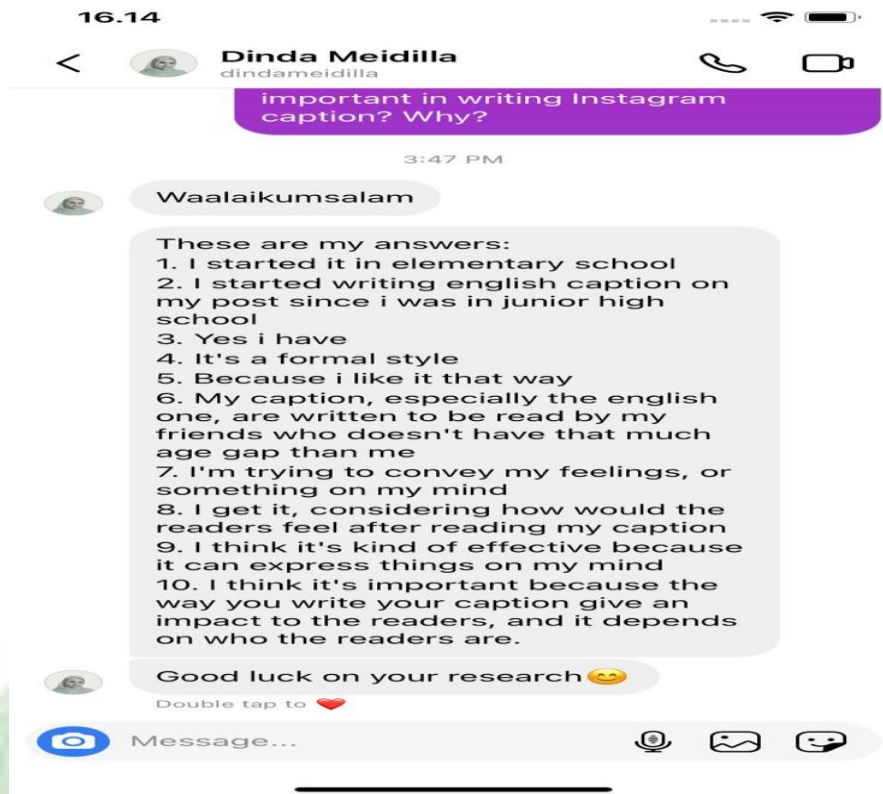 16.14
Dinda Meidilla
dindameidilla
important in writing Instagram
caption? Why?
3:47 PM
Waalaikumsalam
These are my answers:
1. I started it in elementary school
2. I started writing english caption on
my post since i was in junior high
school
3. Yes i have
4. It's a formal style
5. Because i like it that way
6. My caption, especially the english
one, are written to be read by my
friends who doesn't have that much
age gap than me
7. I'm trying to convey my feelings, or
something on my mind
8. I get it, considering how would the
readers feel after reading my caption
9. I think it's kind of effective because
it can express things on my mind
10. I think it's important because the
way you write your caption give an
impact to the readers, and it depends
on who the readers are.
Good luck on your research😊
Double tap to ❤️
Message...